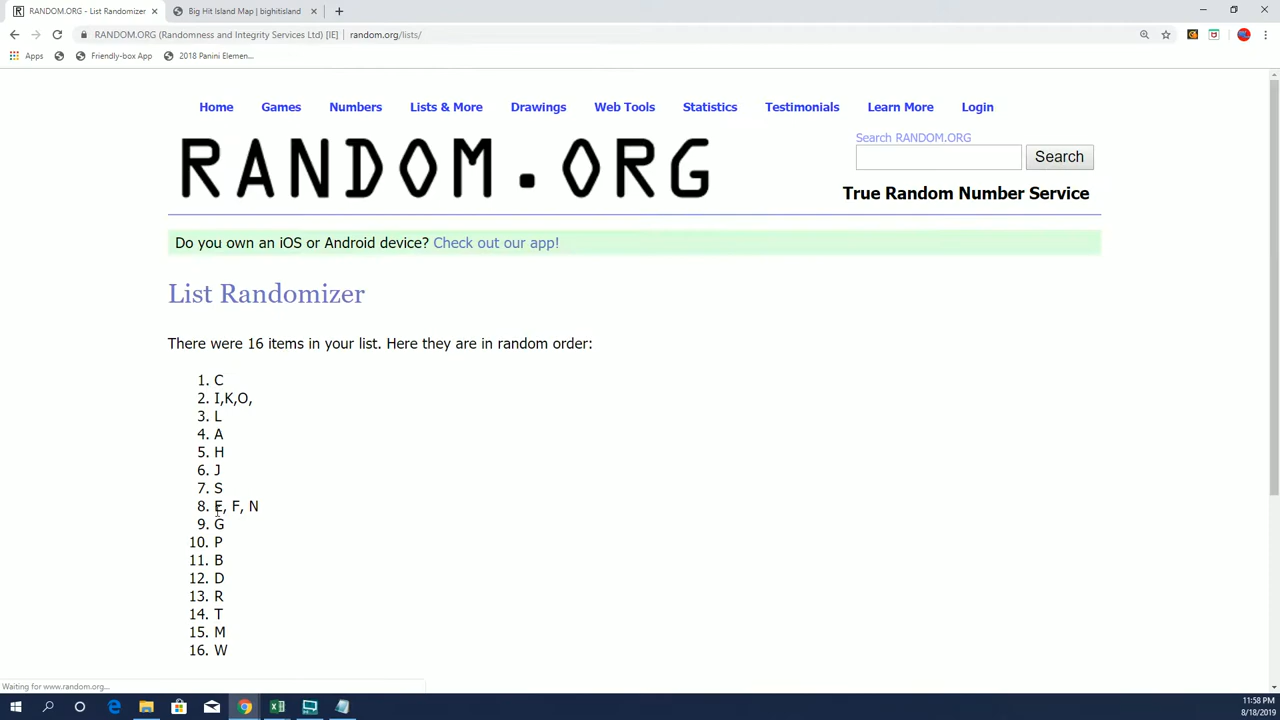 RANDOM.ORG - List Randomizer
Big Hit Island Map | bighitisland
RANDOM.ORG (Randomness and Integrity Services Ltd) [IE] | random.org/lists/
Apps
Friendly-box App
2018 Panini Elemen...
Home Games Numbers Lists & More Drawings Web Tools Statistics Testimonials Learn More Login
RANDOM.ORG
Search RANDOM.ORG
Search
True Random Number Service
Do you own an iOS or Android device? Check out our app!
List Randomizer
There were 16 items in your list. Here they are in random order:
1. C
2. I,K,O,
3. L
4. A
5. H
6. J
7. S
8. E, F, N
9. G
10. P
11. B
12. D
13. R
14. T
15. M
16. W
Waiting for www.random.org...
11:58 PM
8/18/2019